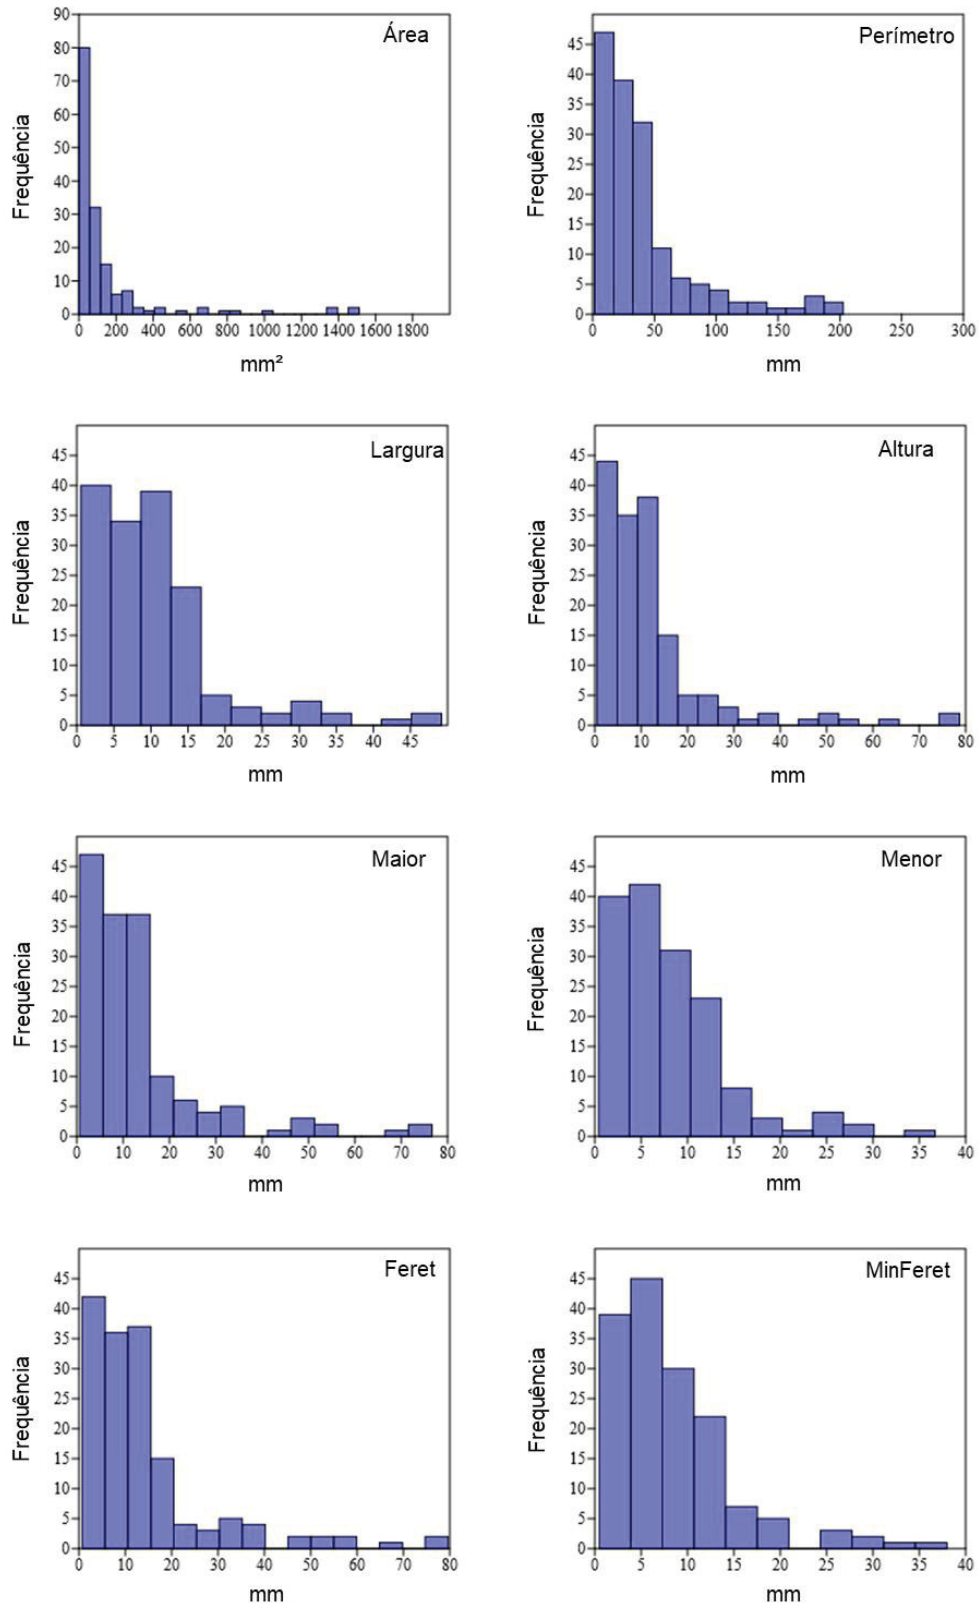 Área
Frequência
90
80
70
60
50
40
30
20
10
0
0 200 400 600 800 1000 1200 1400 1600 1800
mm²
Perímetro
Frequência
45
40
35
30
25
20
15
10
5
0
0 50 100 150 200 250 300
mm
Largura
Frequência
45
40
35
30
25
20
15
10
5
0
0 5 10 15 20 25 30 35 40 45
mm
Altura
Frequência
45
40
35
30
25
20
15
10
5
0
0 10 20 30 40 50 60 70 80
mm
Maior
Frequência
45
40
35
30
25
20
15
10
5
0
0 10 20 30 40 50 60 70 80
mm
Menor
Frequência
45
40
35
30
25
20
15
10
5
0
0 5 10 15 20 25 30 35 40
mm
Feret
Frequência
45
40
35
30
25
20
15
10
5
0
0 10 20 30 40 50 60 70 80
mm
MinFeret
Frequência
45
40
35
30
25
20
15
10
5
0
0 5 10 15 20 25 30 35 40
mm